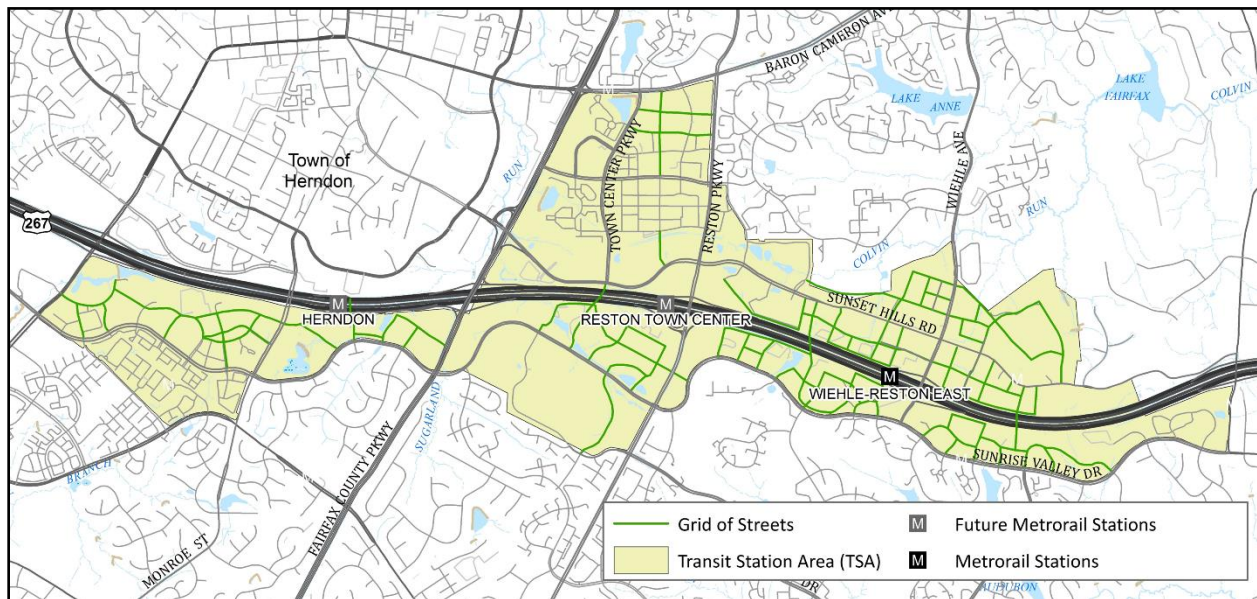 BARON CAMERON AVE
LAKE
ANNE
LAKE
FAIRFAX
COLVIN
Town of
Herndon
RUN
TOWN CENTER PKWY
RESTON PKWY
WIEHLE AVE
RUN
COLVIN
267
M
HERNDON
M
RESTON TOWN CENTER
SUNSET HILLS RD
M
WIEHLE-RESTON EAST
SUGARLAND
FAIRFAX COUNTY PKWY
SUNRISE VALLEY DR
BRANCH
MONROE ST
DR
AUDUBON
Grid of Streets
M Future Metrorail Stations
Transit Station Area (TSA)
M Metrorail Stations